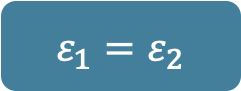 ε₁ = ε₂